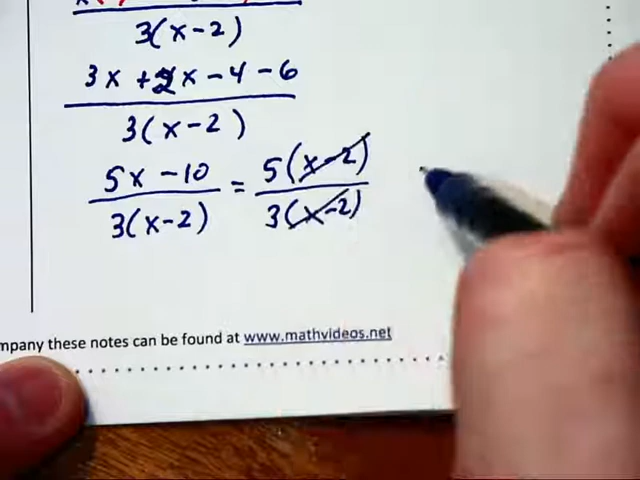 3(x-2)
3x + 2x - 4 - 6
3(x-2)
5x - 10 = 5(x-2)
3(x-2) 3(x-2)
mpany these notes can be found at www.mathvideos.net